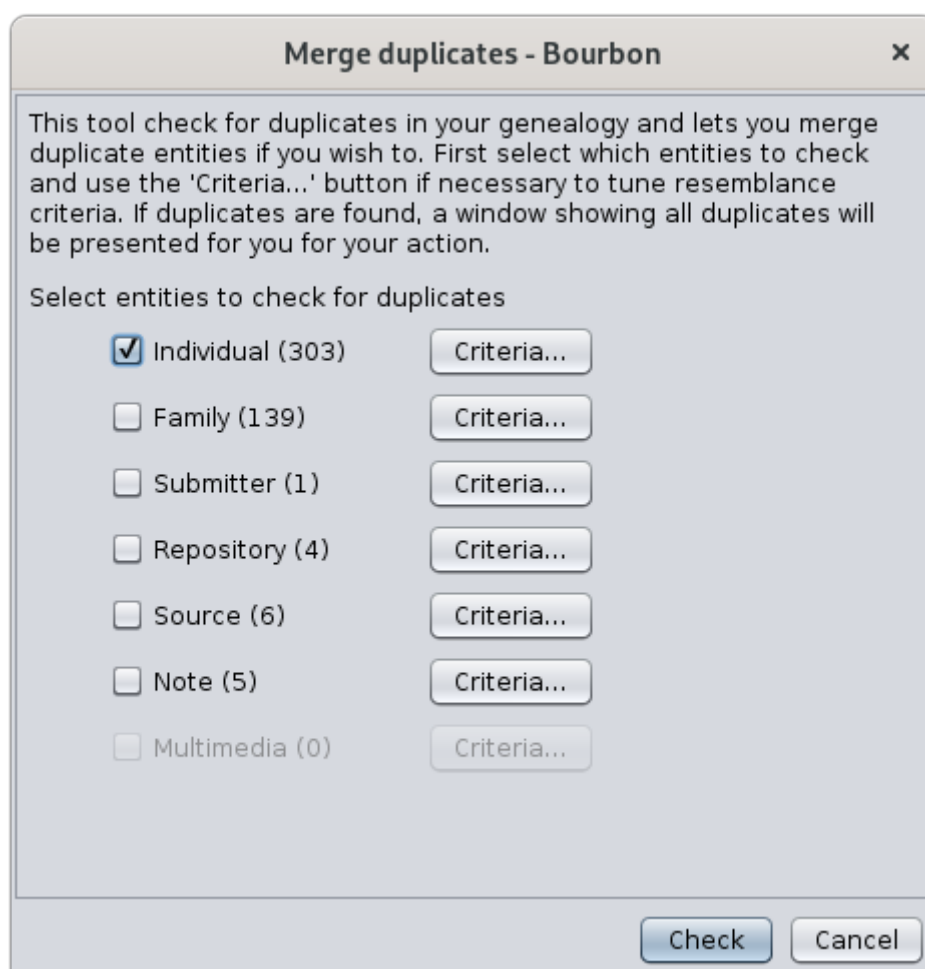 Merge duplicates - Bourbon ×
This tool check for duplicates in your genealogy and lets you merge
duplicate entities if you wish to. First select which entities to check
and use the 'Criteria...' button if necessary to tune resemblance
criteria. If duplicates are found, a window showing all duplicates will
be presented for you for your action.
Select entities to check for duplicates
Individual (303) Criteria...
Family (139) Criteria...
Submitter (1) Criteria...
Repository (4) Criteria...
Source (6) Criteria...
Note (5) Criteria...
Multimedia (0) Criteria...
Check Cancel